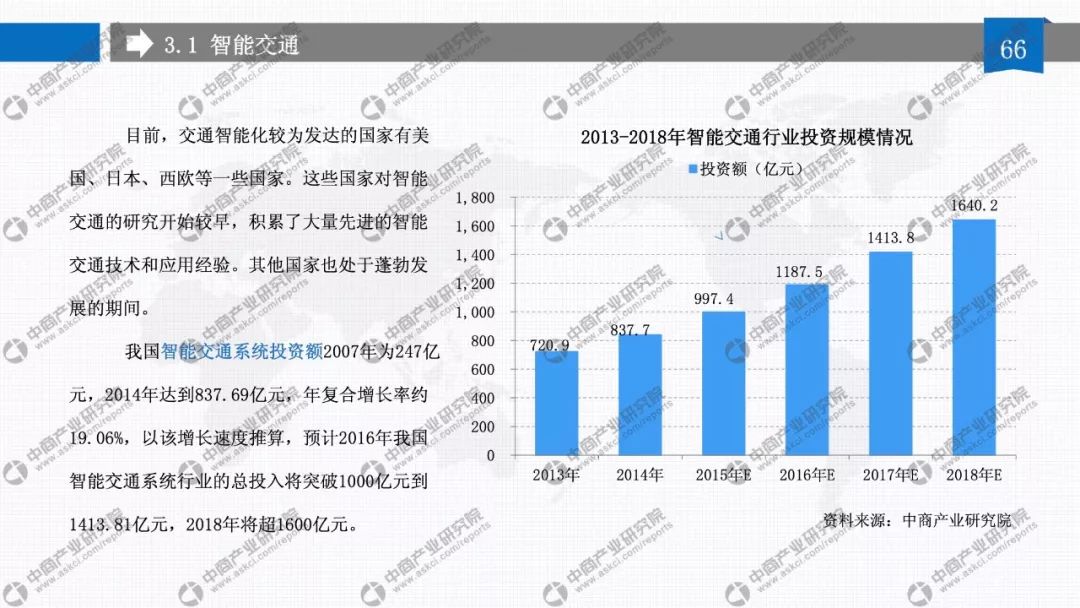 3.1 智能交通
66
目前，交通智能化较为发达的国家有美
国、日本、西欧等一些国家。这些国家对智能
交通的研究开始较早，积累了大量先进的智能
交通技术和应用经验。其他国家也处于蓬勃发
展的期间。
我国智能交通系统投资额2007年为247亿
元，2014年达到837.69亿元，年复合增长率约
19.06%，以该增长速度推算，预计2016年我国
智能交通系统行业的总投入将突破1000亿元到
1413.81亿元，2018年将超1600亿元。
2013-2018年智能交通行业投资规模情况
投资额（亿元）
1,800
1,600
1,400
1,200
1,000
800
600
400
200
0
720.9
837.7
997.4
1187.5
1413.8
1640.2
2013年
2014年
2015年E
2016年E
2017年E
2018年E
资料来源：中商产业研究院
中商产业研究院
www.askci.com/reports